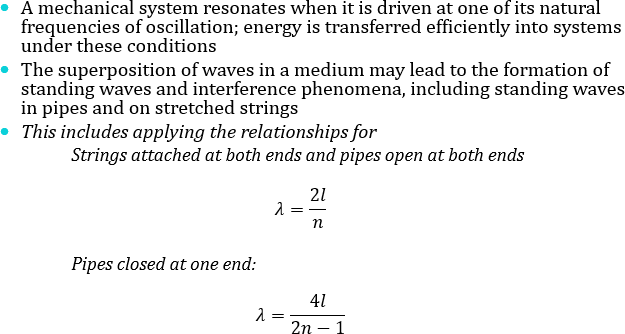 • A mechanical system resonates when it is driven at one of its natural
frequencies of oscillation; energy is transferred efficiently into systems
under these conditions
• The superposition of waves in a medium may lead to the formation of
standing waves and interference phenomena, including standing waves
in pipes and on stretched strings
• This includes applying the relationships for
Strings attached at both ends and pipes open at both ends
λ = 2l/n
Pipes closed at one end:
λ = 4l/(2n − 1)